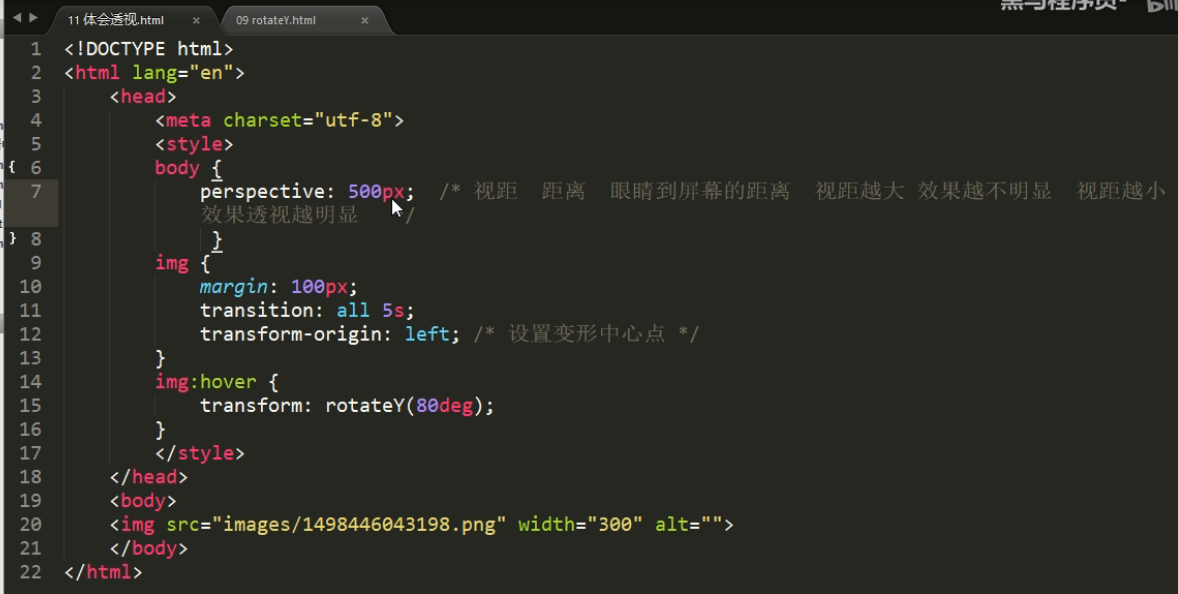 黑马程序员-
11 体会透视.html × 09 rotateY.html ×
1 <!DOCTYPE html>
2 <html lang="en">
3 <head>
4 <meta charset="utf-8">
5 <style>
{ 6 body {
7 perspective: 500px; /* 视距 距离 眼睛到屏幕的距离 视距越大 效果越不明显 视距越小
效果透视越明显 /
} 8 }
9 img {
10 margin: 100px;
11 transition: all 5s;
12 transform-origin: left; /* 设置变形中心点 */
13 }
14 img:hover {
15 transform: rotateY(80deg);
16 }
17 </style>
18 </head>
19 <body>
20 <img src="images/1498446043198.png" width="300" alt="">
21 </body>
22 </html>